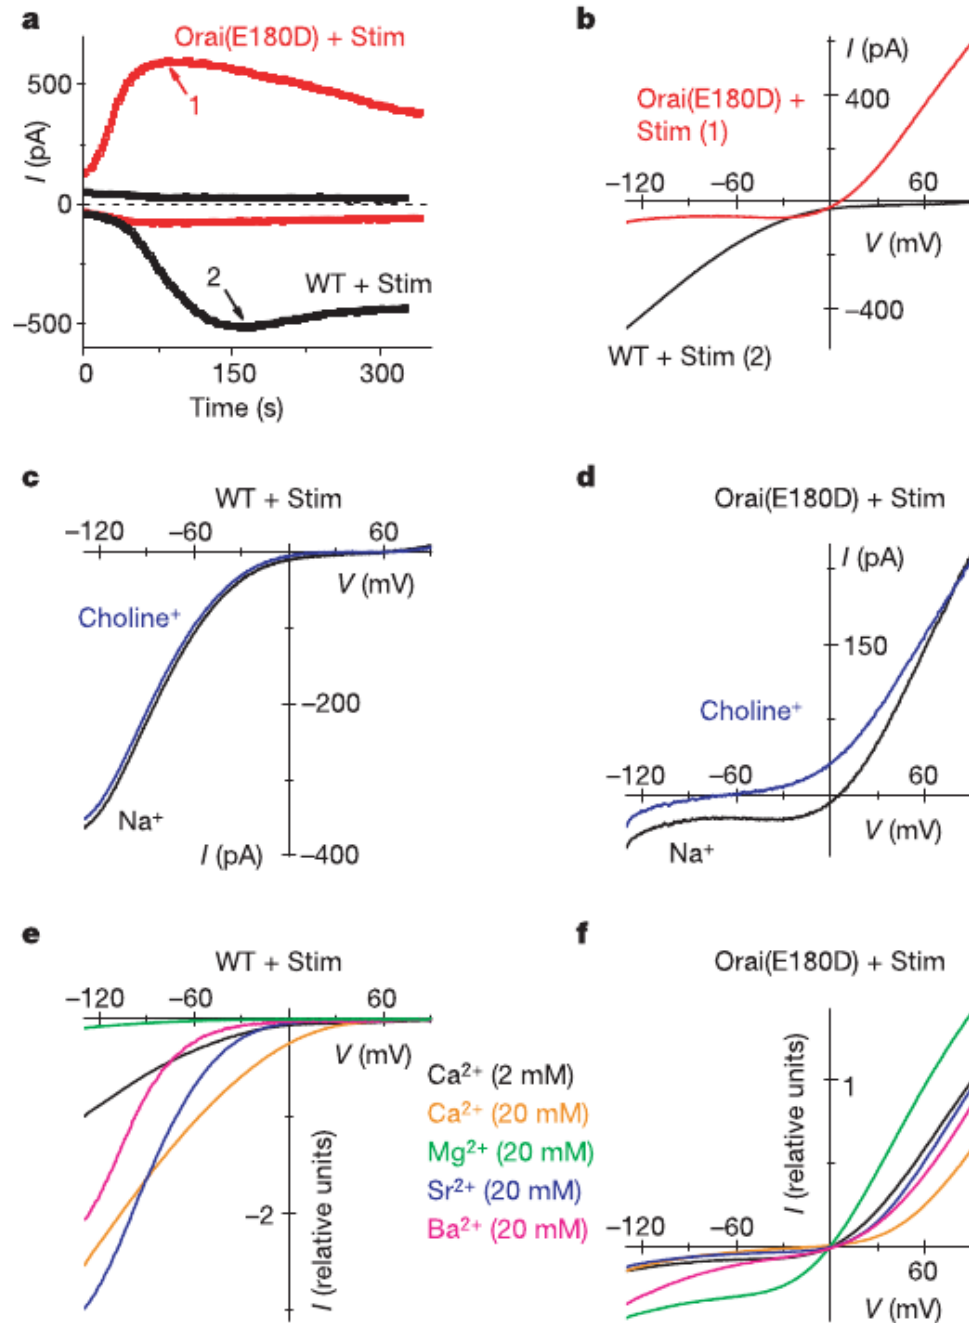 a
Orai(E180D) + Stim
500
1
I (pA)
0
2
WT + Stim
−500
0 150 300
Time (s)
b
I (pA)
Orai(E180D) +
Stim (1)
400
−120 −60 60
V (mV)
−400
WT + Stim (2)
c
WT + Stim
−120 −60 60
V (mV)
Choline⁺
−200
Na⁺
I (pA)
−400
d
Orai(E180D) + Stim
I (pA)
150
Choline⁺
−120 −60 60
V (mV)
Na⁺
e
WT + Stim
−120 −60 60
V (mV)
I (relative units)
−2
Ca²⁺ (2 mM)
Ca²⁺ (20 mM)
Mg²⁺ (20 mM)
Sr²⁺ (20 mM)
Ba²⁺ (20 mM)
f
Orai(E180D) + Stim
I (relative units)
1
−120 −60
60
V (mV)